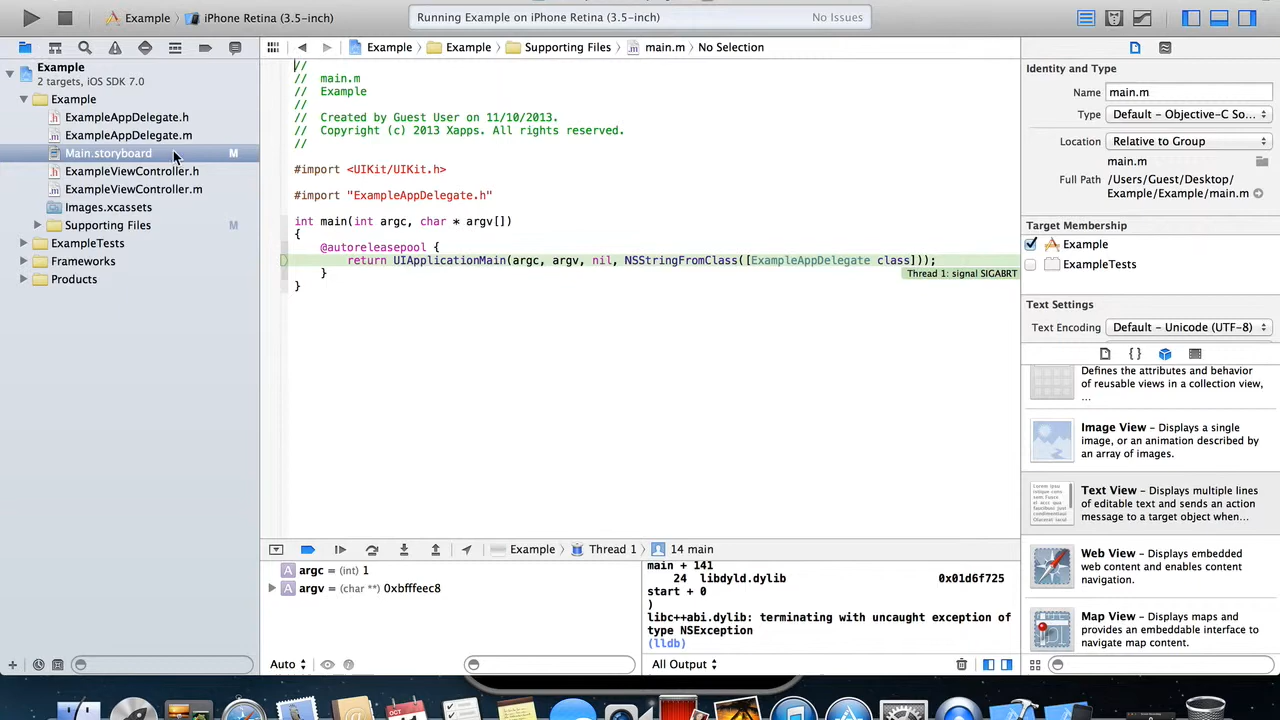 Example
iPhone Retina (3.5-inch)
Running Example on iPhone Retina (3.5-inch)
No Issues
Example
Example
Supporting Files
main.m
No Selection
Example
2 targets, iOS SDK 7.0
Example
ExampleAppDelegate.h
ExampleAppDelegate.m
Main.storyboard
M
ExampleViewController.h
ExampleViewController.m
Images.xcassets
Supporting Files
M
ExampleTests
Frameworks
Products
//
//  main.m
//  Example
//
//  Created by Guest User on 11/10/2013.
//  Copyright (c) 2013 Xapps. All rights reserved.
//
#import <UIKit/UIKit.h>
#import "ExampleAppDelegate.h"
int main(int argc, char * argv[])
{
@autoreleasepool {
return UIApplicationMain(argc, argv, nil, NSStringFromClass([ExampleAppDelegate class]));
Thread 1: signal SIGABRT
}
}
Example
Thread 1
14 main
A argc = (int) 1
A argv = (char **) 0xbfffeec8
main + 141
24 libdyld.dylib 0x01d6f725
start + 0
)
libc++abi.dylib: terminating with uncaught exception of
type NSException
(lldb)
Auto
All Output
Identity and Type
Name main.m
Type Default - Objective-C So...
Location Relative to Group
main.m
Full Path /Users/Guest/Desktop/
Example/Example/main.m
Target Membership
Example
ExampleTests
Text Settings
Text Encoding Default - Unicode (UTF-8)
{}
Defines the attributes and behavior
of reusable views in a collection view,
...
Image View - Displays a single
image, or an animation described by
an array of images.
Text View - Displays multiple lines
of editable text and sends an action
message to a target object when...
Web View - Displays embedded
web content and enables content
navigation.
Map View - Displays maps and
provides an embeddable interface to
navigate map content.
OCT